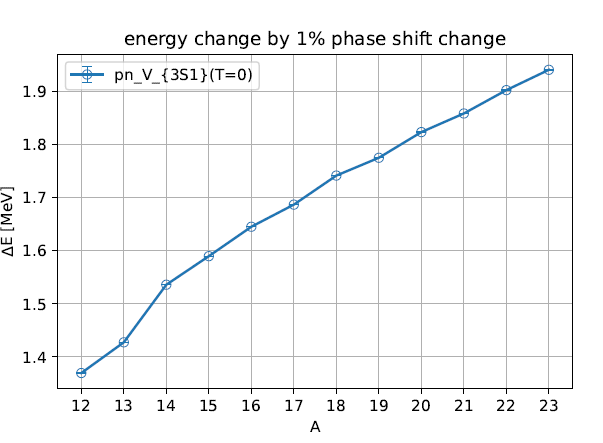 energy change by 1% phase shift change
pn_V_{3S1}(T=0)
ΔE [MeV]
1.9
1.8
1.7
1.6
1.5
1.4
12 13 14 15 16 17 18 19 20 21 22 23
A